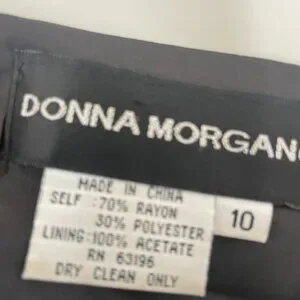 DONNA MORGAN
MADE IN CHINA
SELF :70% RAYON
30% POLYESTER
LINING:100% ACETATE
RN 63196
DRY CLEAN ONLY
10